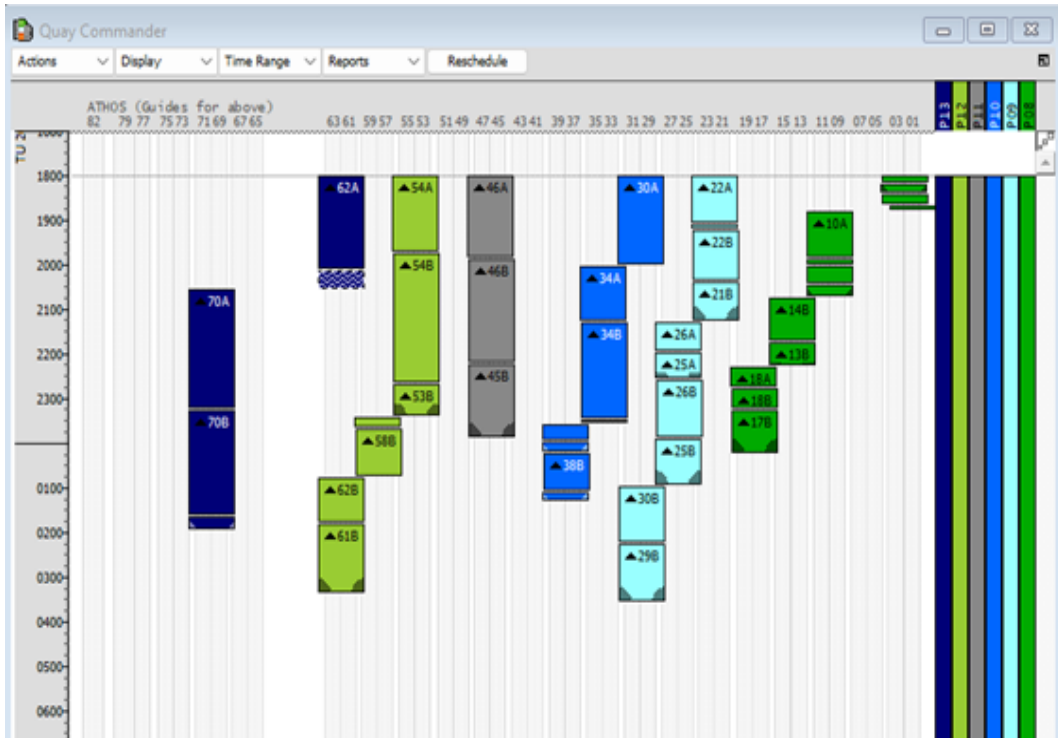 Quay Commander
Actions Display Time Range Reports Reschedule
ATHOS (Guides for above)
82 79 77 75 73 71 69 67 65 63 61 59 57 55 53 51 49 47 45 43 41 39 37 35 33 31 29 27 25 23 21 19 17 15 13 11 09 07 05 03 01
P13 P12 P11 P10 P09 P08
TU 2
1800 62A 54A 46A 30A 22A
1900 10A
22B
2000 54B 46B
34A
2100 70A 21B
14B
34B
26A
2200 13B
25A
45B
18A
2300 53B 26B
18B
70B 17B
58B
38B 25B
0100 62B
30B
0200 61B
29B
0300
0400
0500
0600